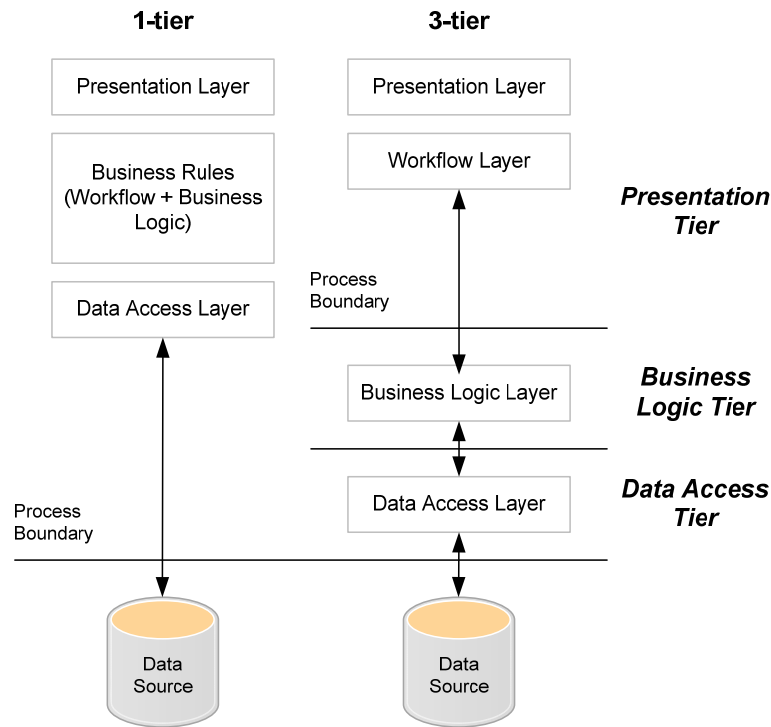 1-tier
3-tier
Presentation Layer
Presentation Layer
Business Rules
(Workflow + Business
Logic)
Workflow Layer
Presentation
Tier
Process
Boundary
Data Access Layer
Business Logic Layer
Business
Logic Tier
Data Access Layer
Data Access
Tier
Process
Boundary
Data
Source
Data
Source